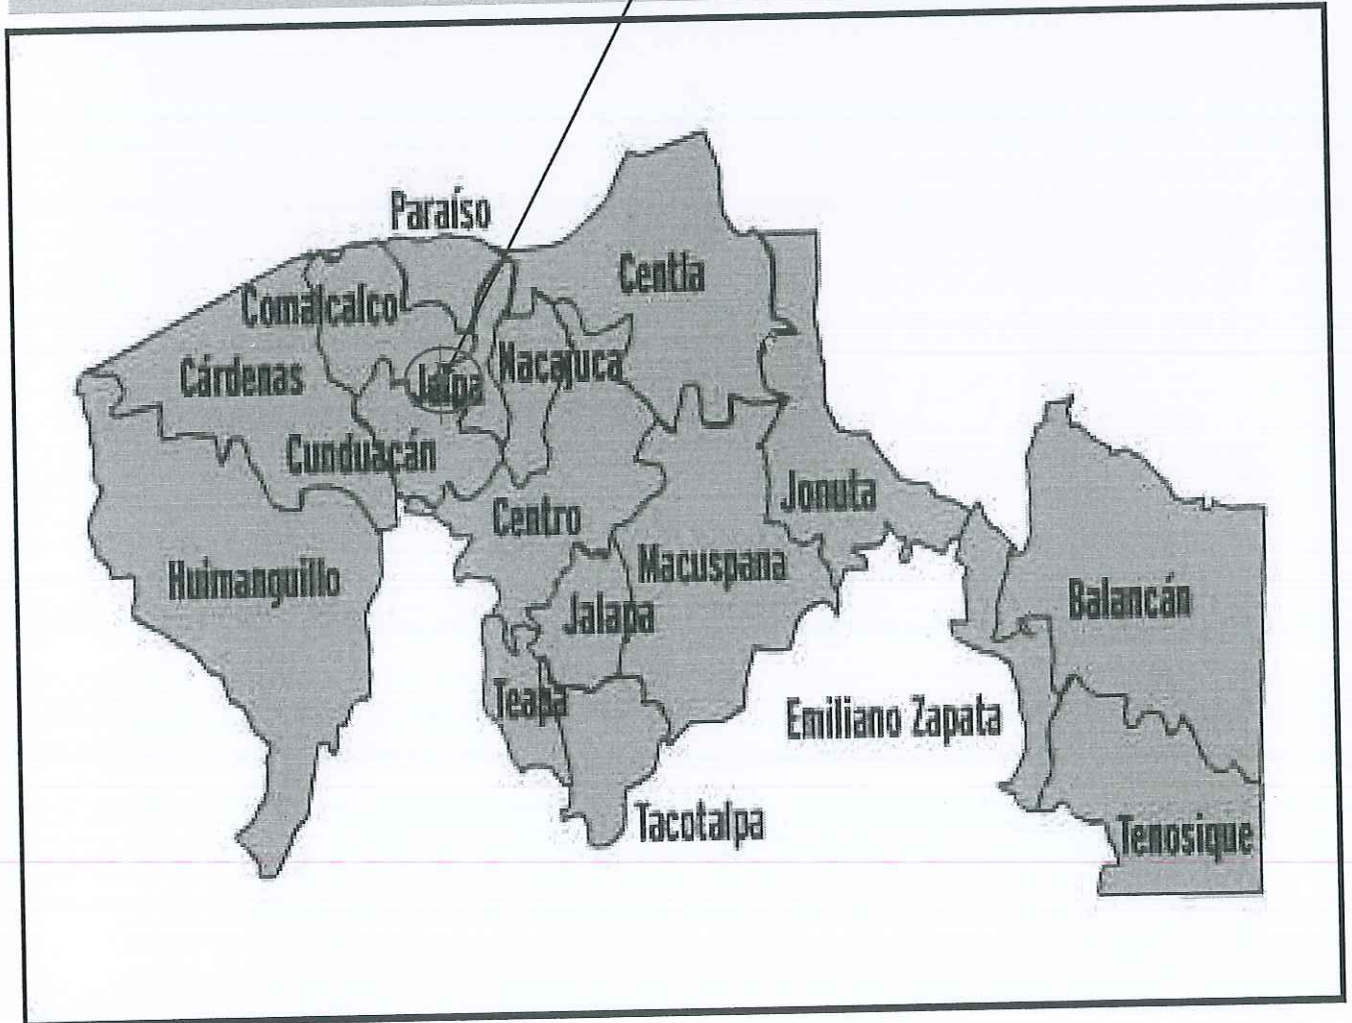 Paraíso
Centla
Comalcalco
Nacajuca
Cárdenas
Jalpa
Cunduacán
Jonuta
Centro
Macuspana
Huimanguillo
Balancán
Jalapa
Teapa
Emiliano Zapata
Tacotalpa
Tenosique